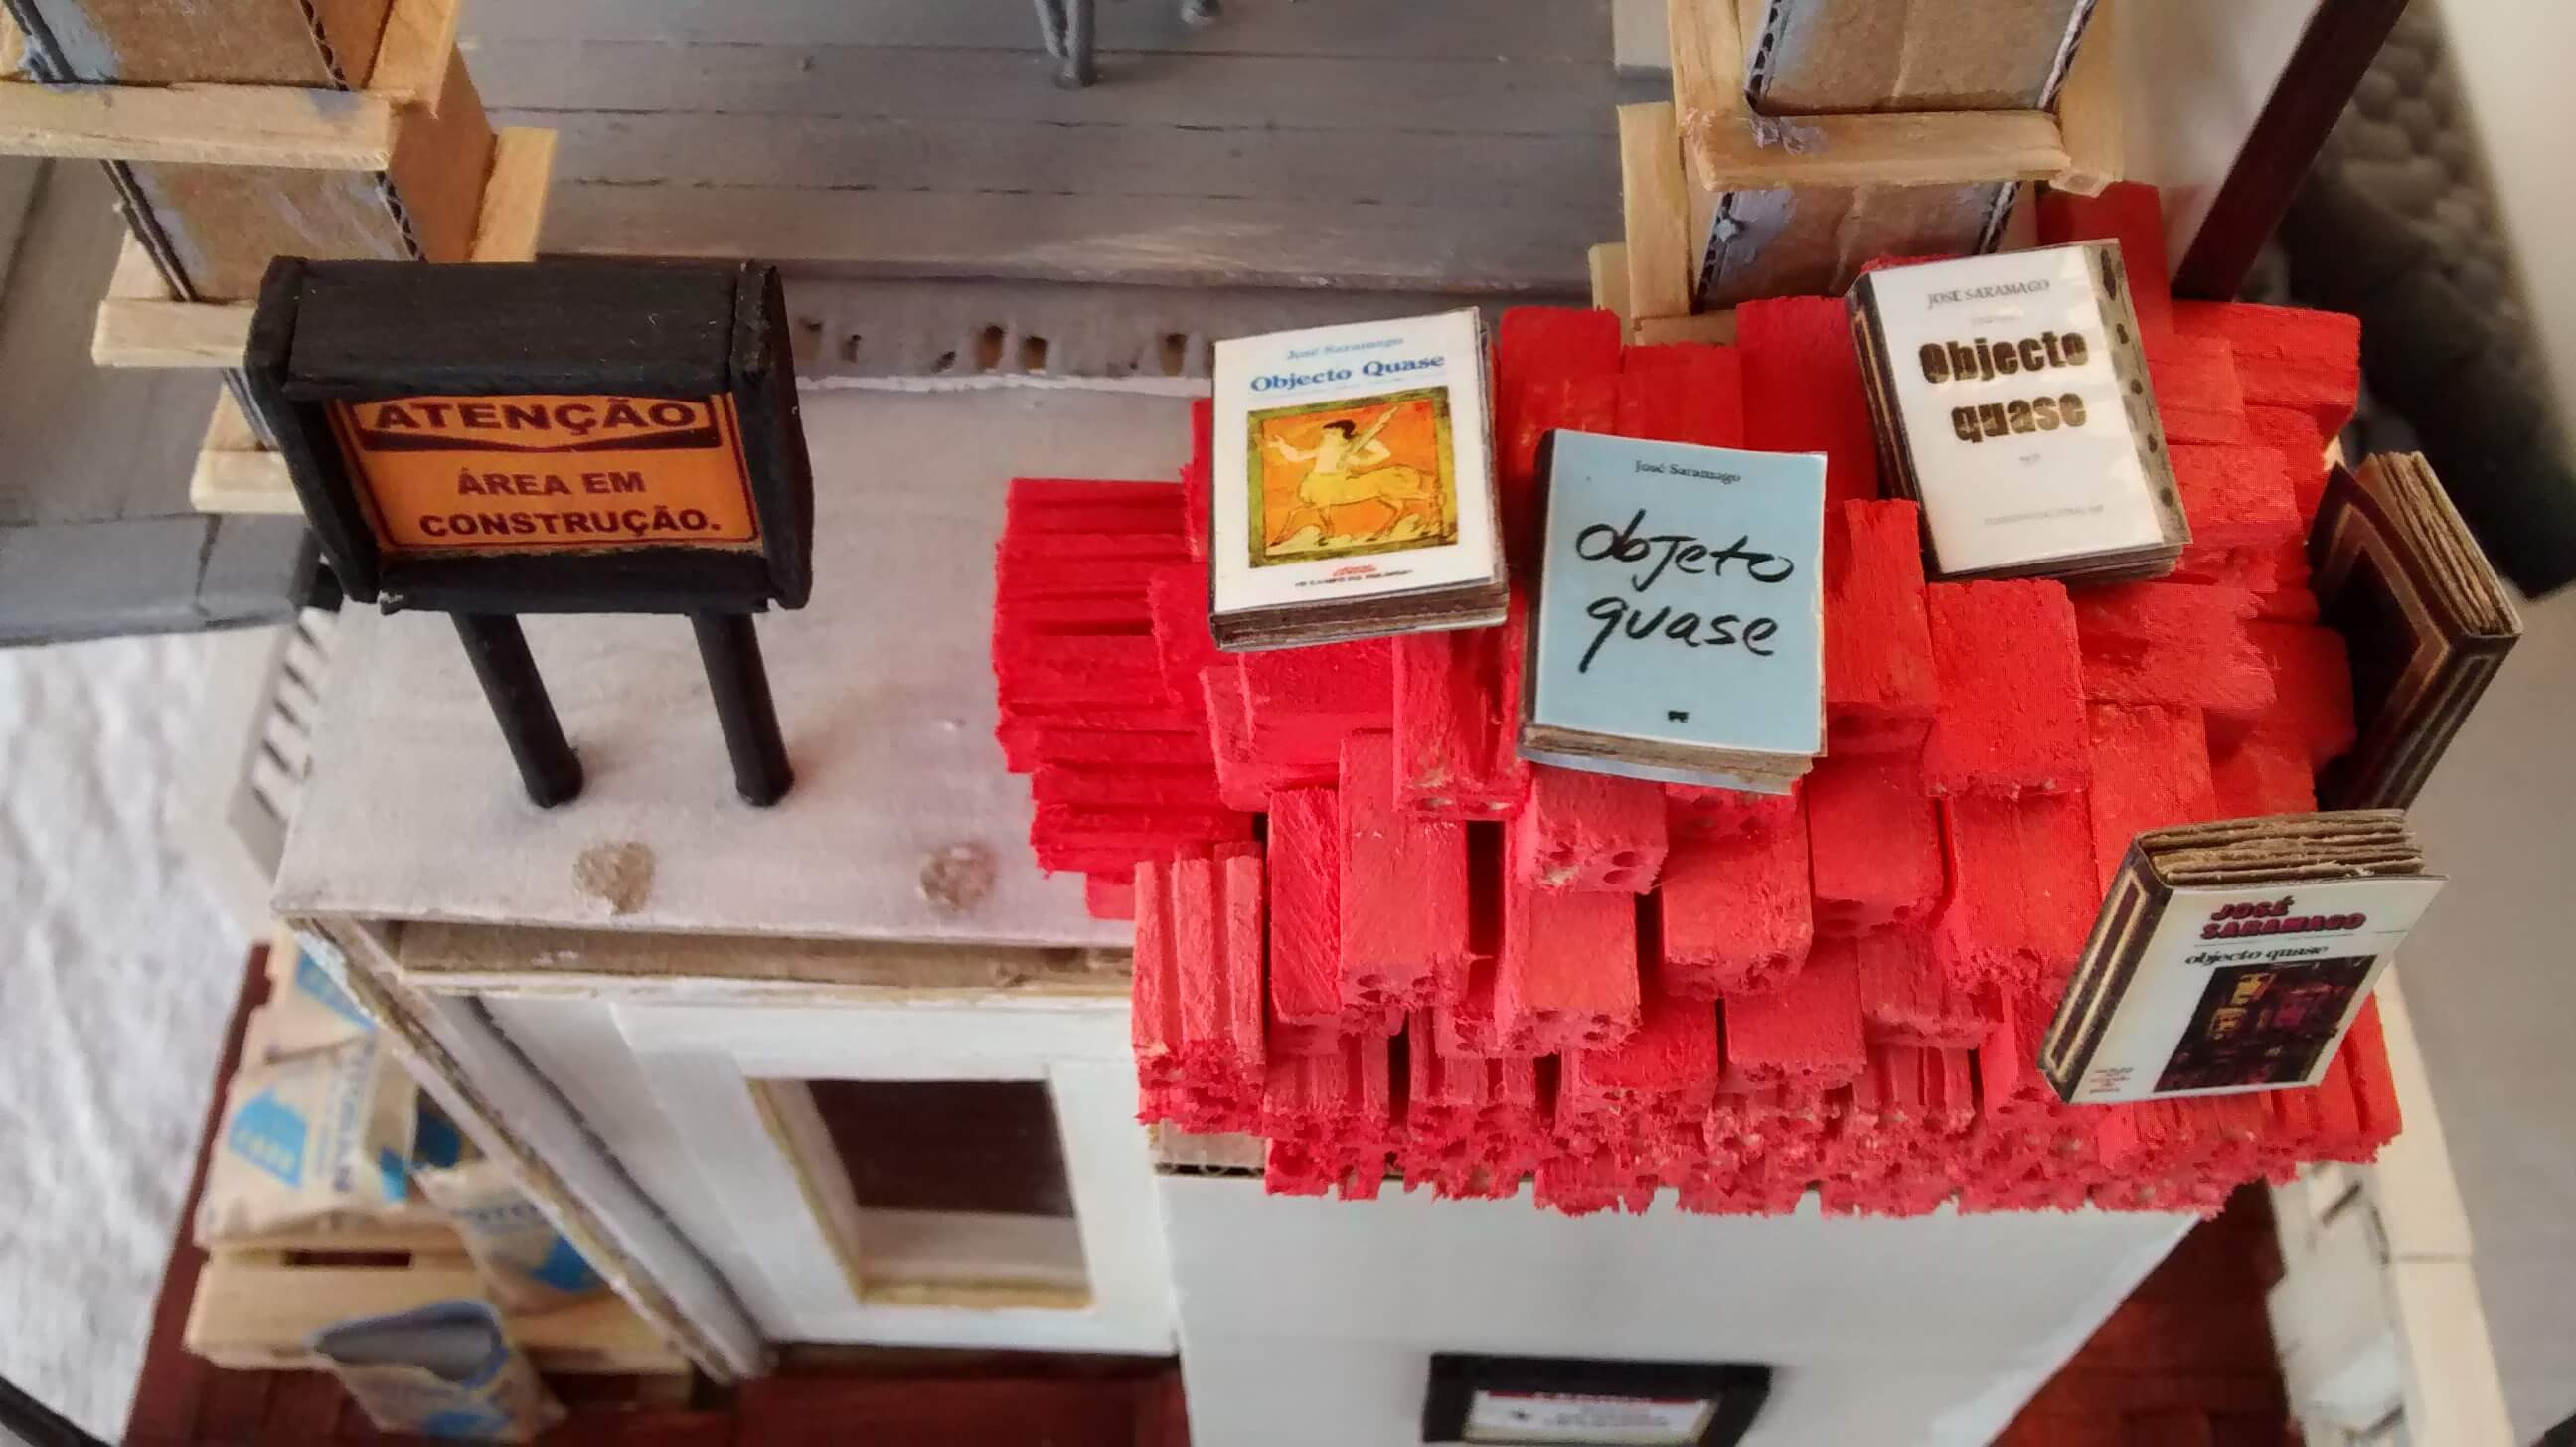 ATENÇÃO
ÁREA EM
CONSTRUÇÃO.
José Saramago
Objecto Quase
José Saramago
objeto
quase
JOSÉ SARAMAGO
Objecto
quase
JOSÉ
SARAMAGO
objecto quase